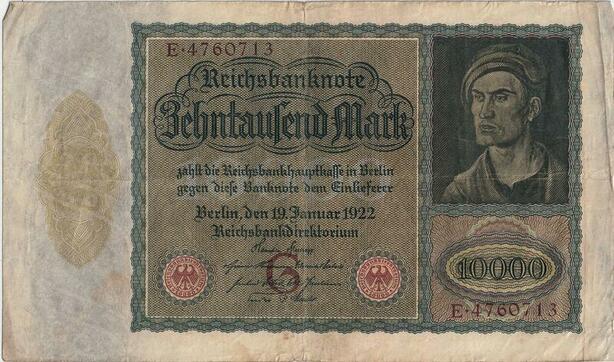 E·4760713
Reichsbanknote
Zehntausend Mark
zahlt die Reichsbankhauptkasse in Berlin
gegen diese Banknote dem Einlieferer
Berlin, den 19. Januar 1922
Reichsbankdirektorium
G
10000
E·4760713